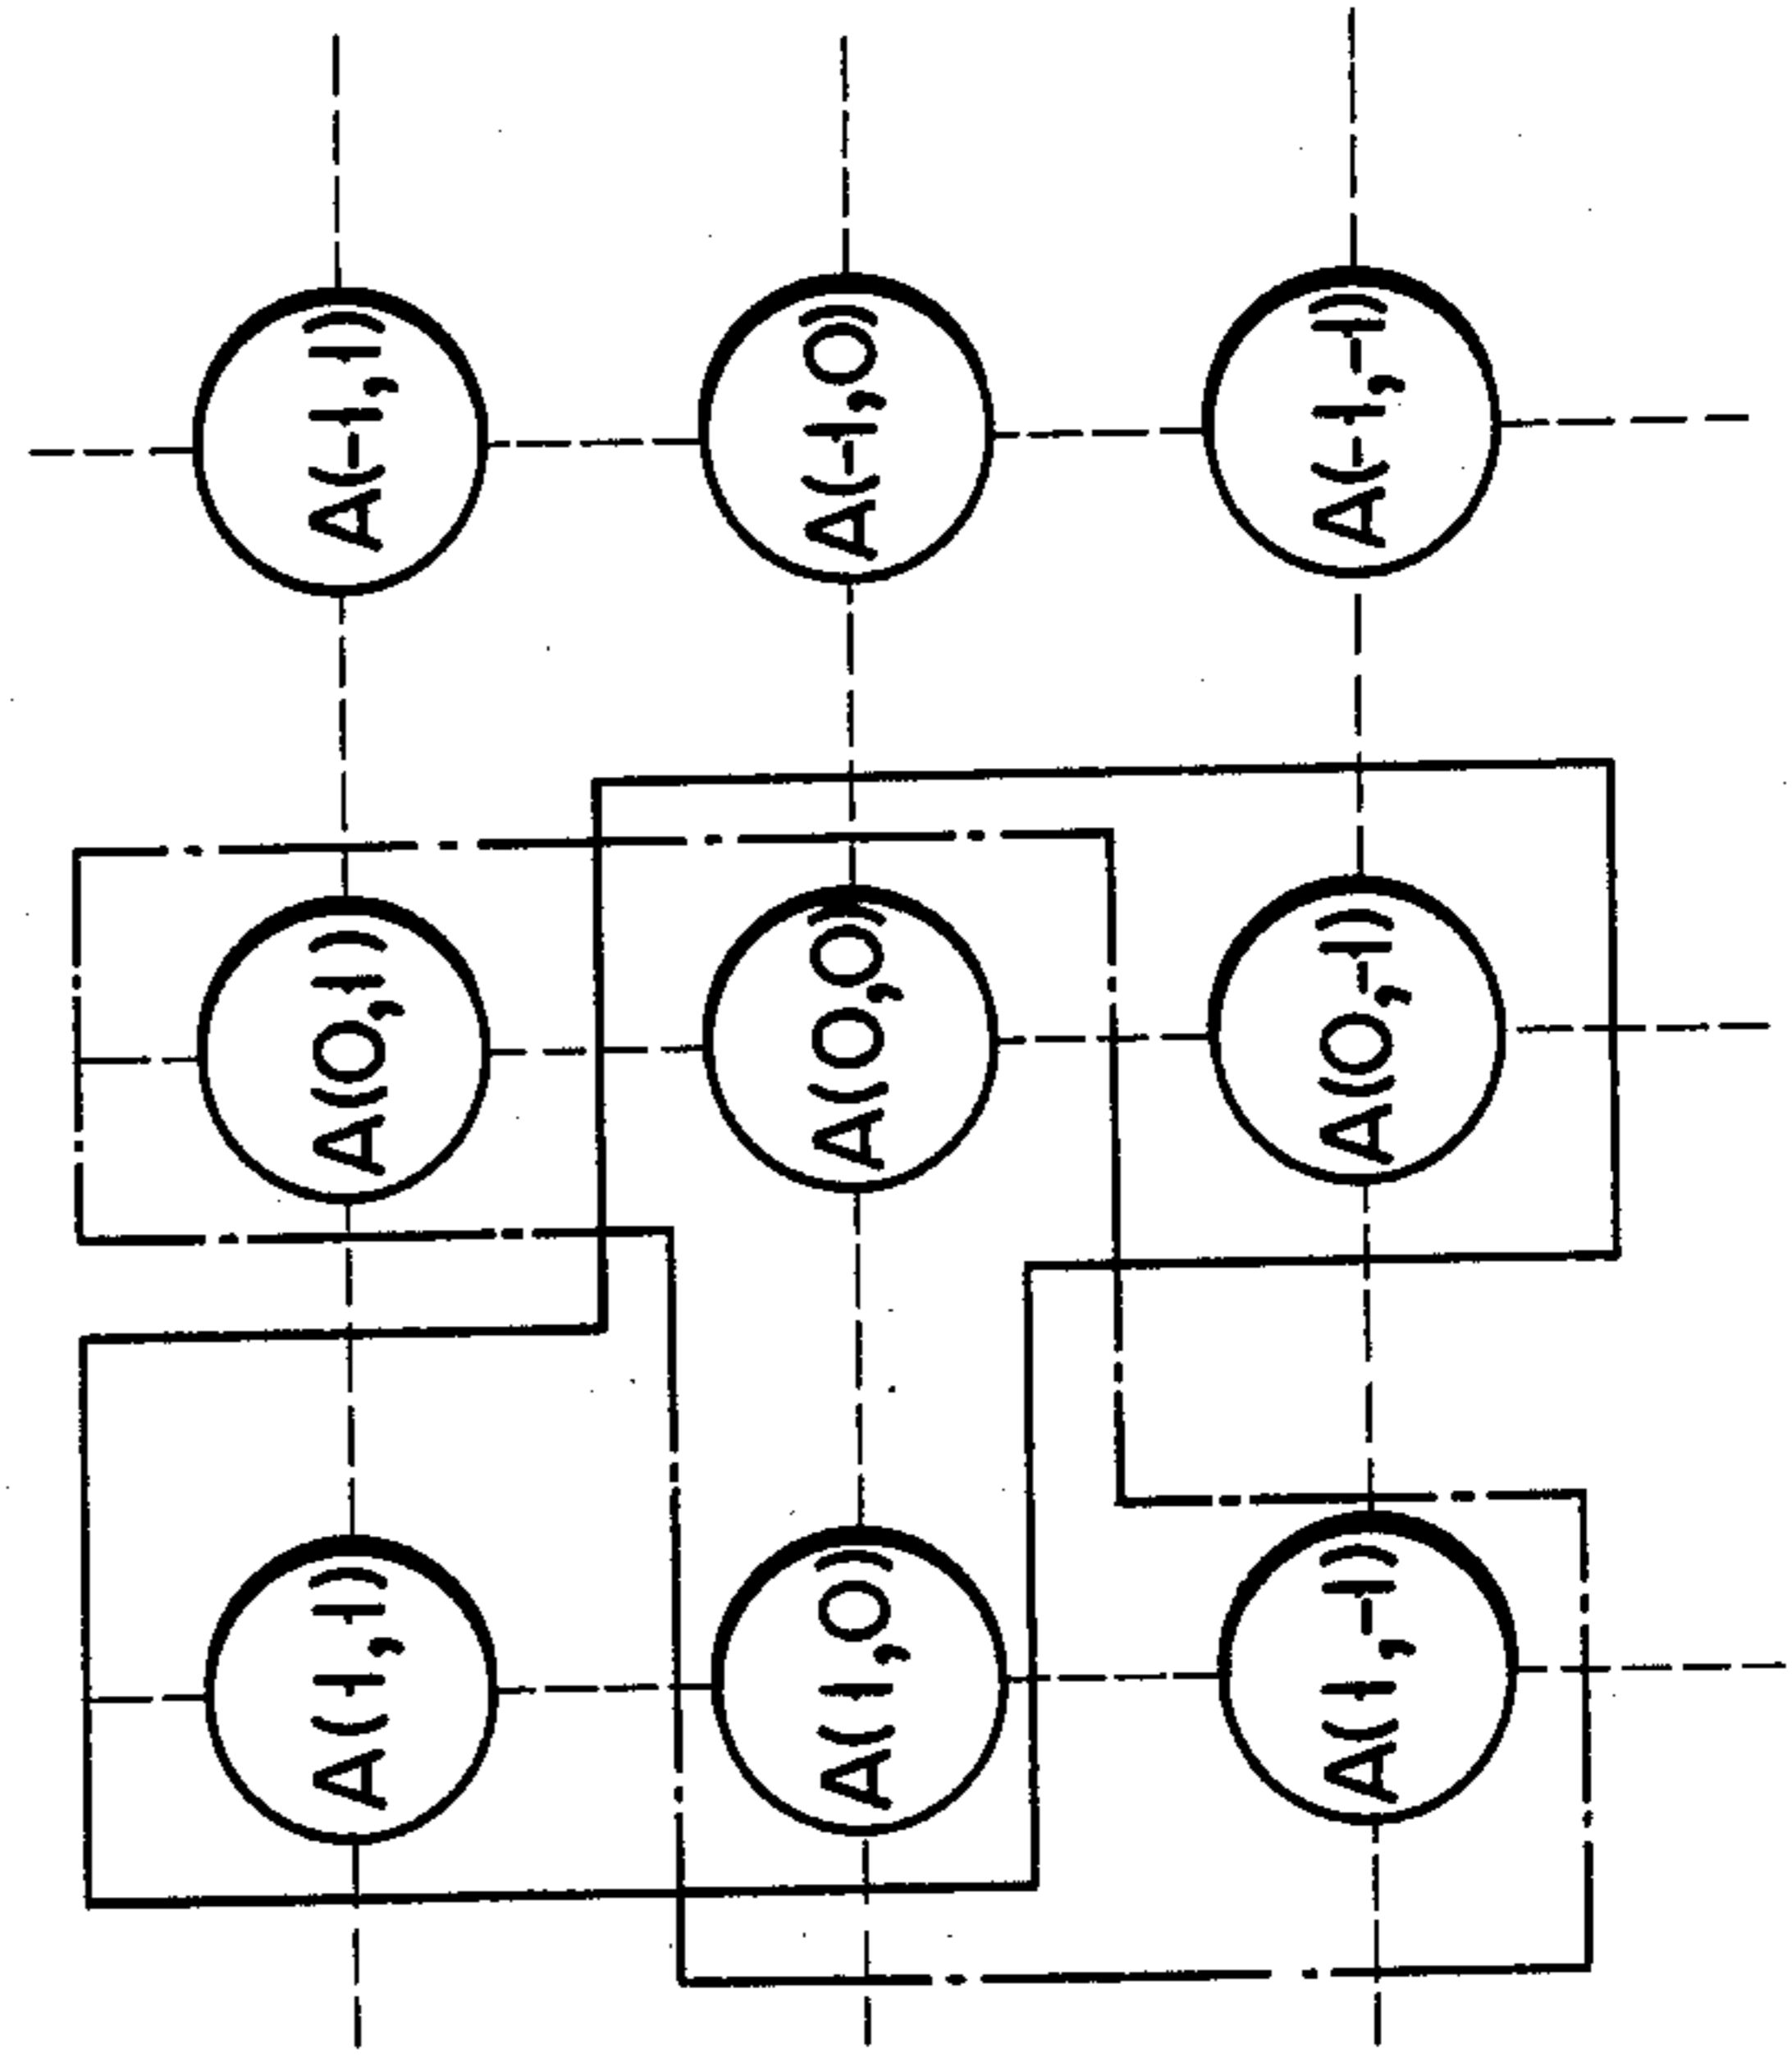 A(1,1)
A(0,1)
A(-1,1)
A(1,0)
A(0,0)
A(-1,0)
A(1,-1)
A(0,-1)
A(-1,-1)